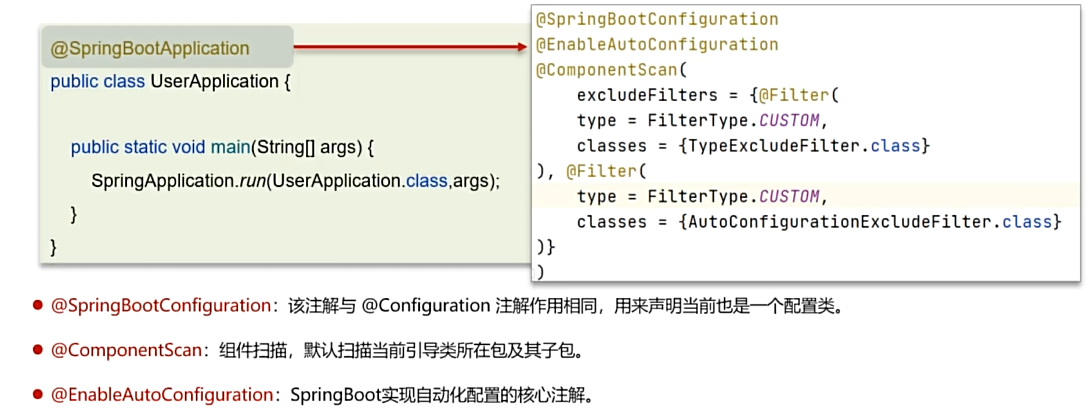 @SpringBootApplication
public class UserApplication {
public static void main(String[] args) {
SpringApplication.run(UserApplication.class,args);
}
}
@SpringBootConfiguration
@EnableAutoConfiguration
@ComponentScan(
excludeFilters = {@Filter(
type = FilterType.CUSTOM,
classes = {TypeExcludeFilter.class}
), @Filter(
type = FilterType.CUSTOM,
classes = {AutoConfigurationExcludeFilter.class}
)}
)
● @SpringBootConfiguration：该注解与 @Configuration 注解作用相同，用来声明当前也是一个配置类。
● @ComponentScan：组件扫描，默认扫描当前引导类所在包及其子包。
● @EnableAutoConfiguration：SpringBoot实现自动化配置的核心注解。